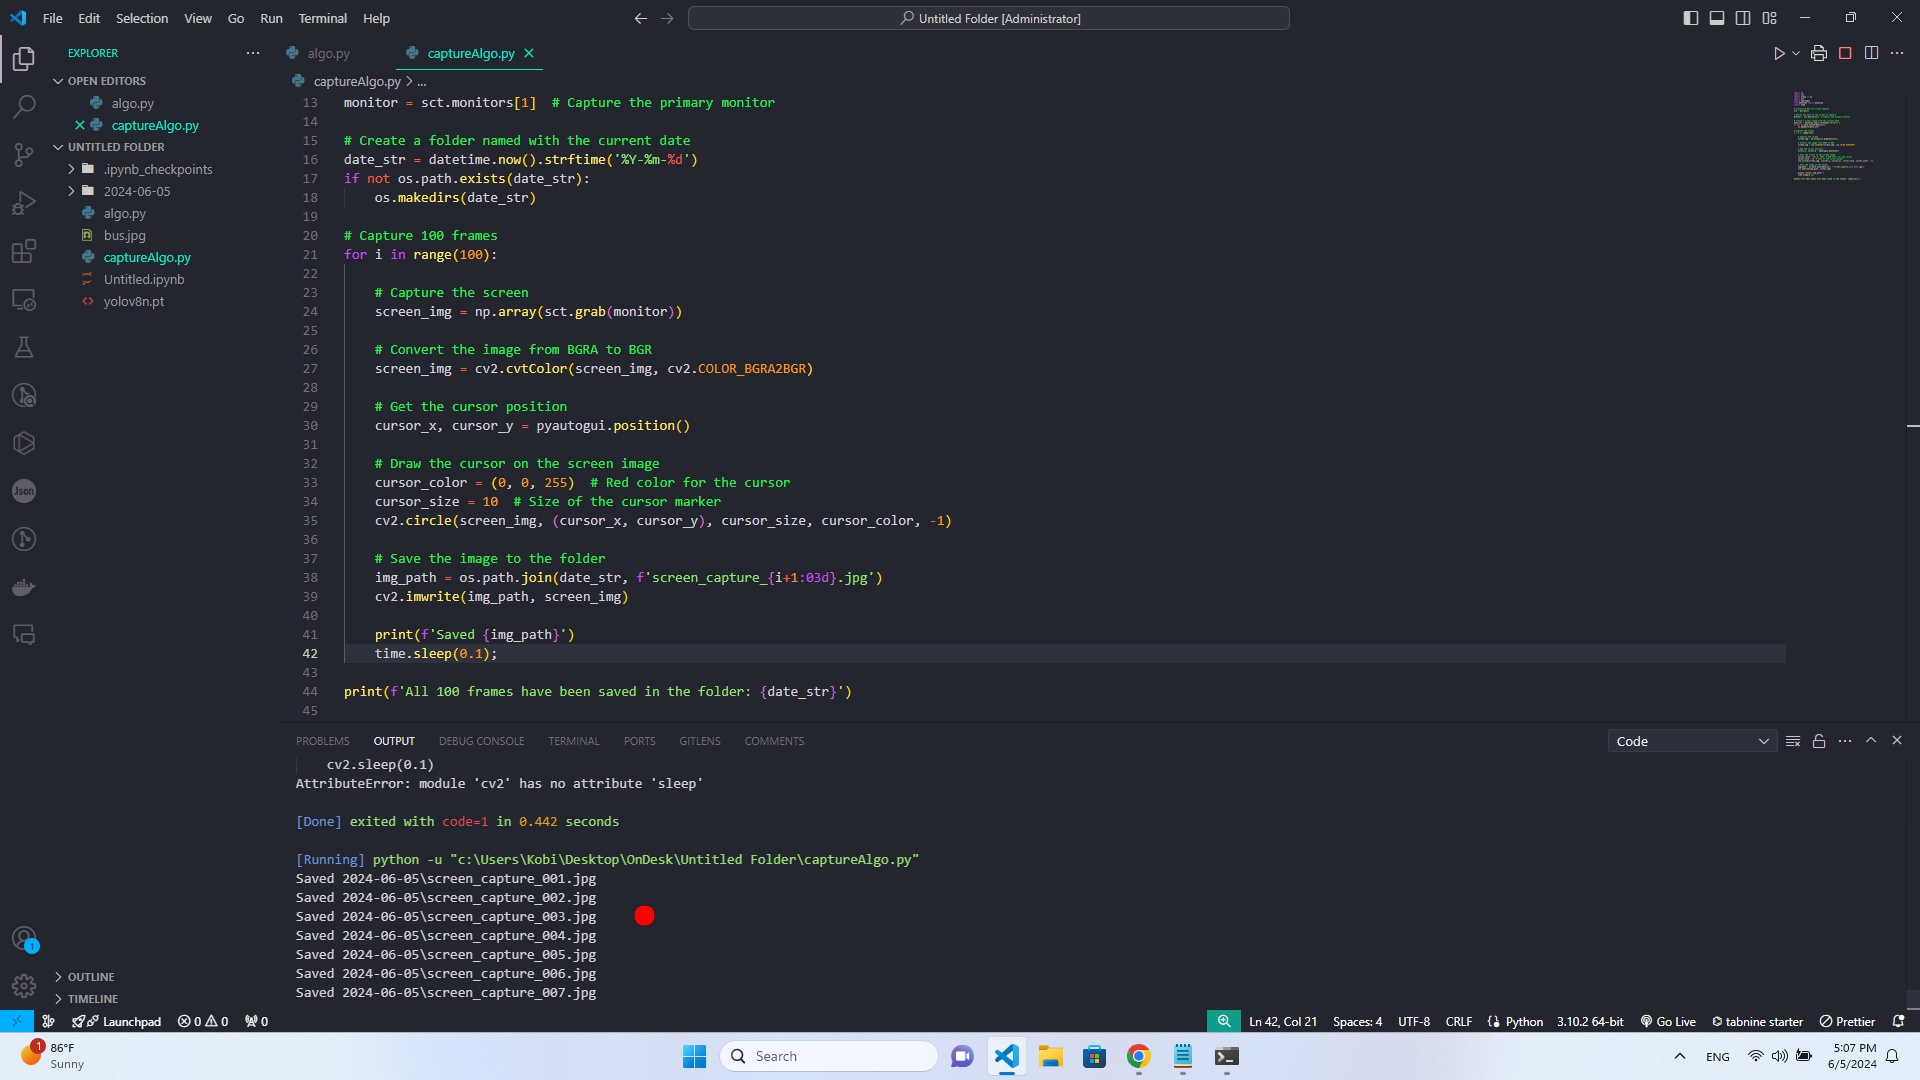 File Edit Selection View Go Run Terminal Help
Untitled Folder [Administrator]
EXPLORER
algo.py
captureAlgo.py
OPEN EDITORS
algo.py
captureAlgo.py
UNTITLED FOLDER
.ipynb_checkpoints
2024-06-05
algo.py
bus.jpg
captureAlgo.py
Untitled.ipynb
yolov8n.pt
OUTLINE
TIMELINE
Json
1
captureAlgo.py > ...
13 monitor = sct.monitors[1]  # Capture the primary monitor
14
15 # Create a folder named with the current date
16 date_str = datetime.now().strftime('%Y-%m-%d')
17 if not os.path.exists(date_str):
18     os.makedirs(date_str)
19
20 # Capture 100 frames
21 for i in range(100):
22
23     # Capture the screen
24     screen_img = np.array(sct.grab(monitor))
25
26     # Convert the image from BGRA to BGR
27     screen_img = cv2.cvtColor(screen_img, cv2.COLOR_BGRA2BGR)
28
29     # Get the cursor position
30     cursor_x, cursor_y = pyautogui.position()
31
32     # Draw the cursor on the screen image
33     cursor_color = (0, 0, 255)  # Red color for the cursor
34     cursor_size = 10  # Size of the cursor marker
35     cv2.circle(screen_img, (cursor_x, cursor_y), cursor_size, cursor_color, -1)
36
37     # Save the image to the folder
38     img_path = os.path.join(date_str, f'screen_capture_{i+1:03d}.jpg')
39     cv2.imwrite(img_path, screen_img)
40
41     print(f'Saved {img_path}')
42     time.sleep(0.1);
43
44 print(f'All 100 frames have been saved in the folder: {date_str}')
45
PROBLEMS OUTPUT DEBUG CONSOLE TERMINAL PORTS GITLENS COMMENTS
Code
cv2.sleep(0.1)
AttributeError: module 'cv2' has no attribute 'sleep'
[Done] exited with code=1 in 0.442 seconds
[Running] python -u "c:\Users\Kobi\Desktop\OnDesk\Untitled Folder\captureAlgo.py"
Saved 2024-06-05\screen_capture_001.jpg
Saved 2024-06-05\screen_capture_002.jpg
Saved 2024-06-05\screen_capture_003.jpg
Saved 2024-06-05\screen_capture_004.jpg
Saved 2024-06-05\screen_capture_005.jpg
Saved 2024-06-05\screen_capture_006.jpg
Saved 2024-06-05\screen_capture_007.jpg
Launchpad 0 0 0
Ln 42, Col 21 Spaces: 4 UTF-8 CRLF Python 3.10.2 64-bit Go Live tabnine starter Prettier
1
86°F
Sunny
Search
ENG
5:07 PM
6/5/2024